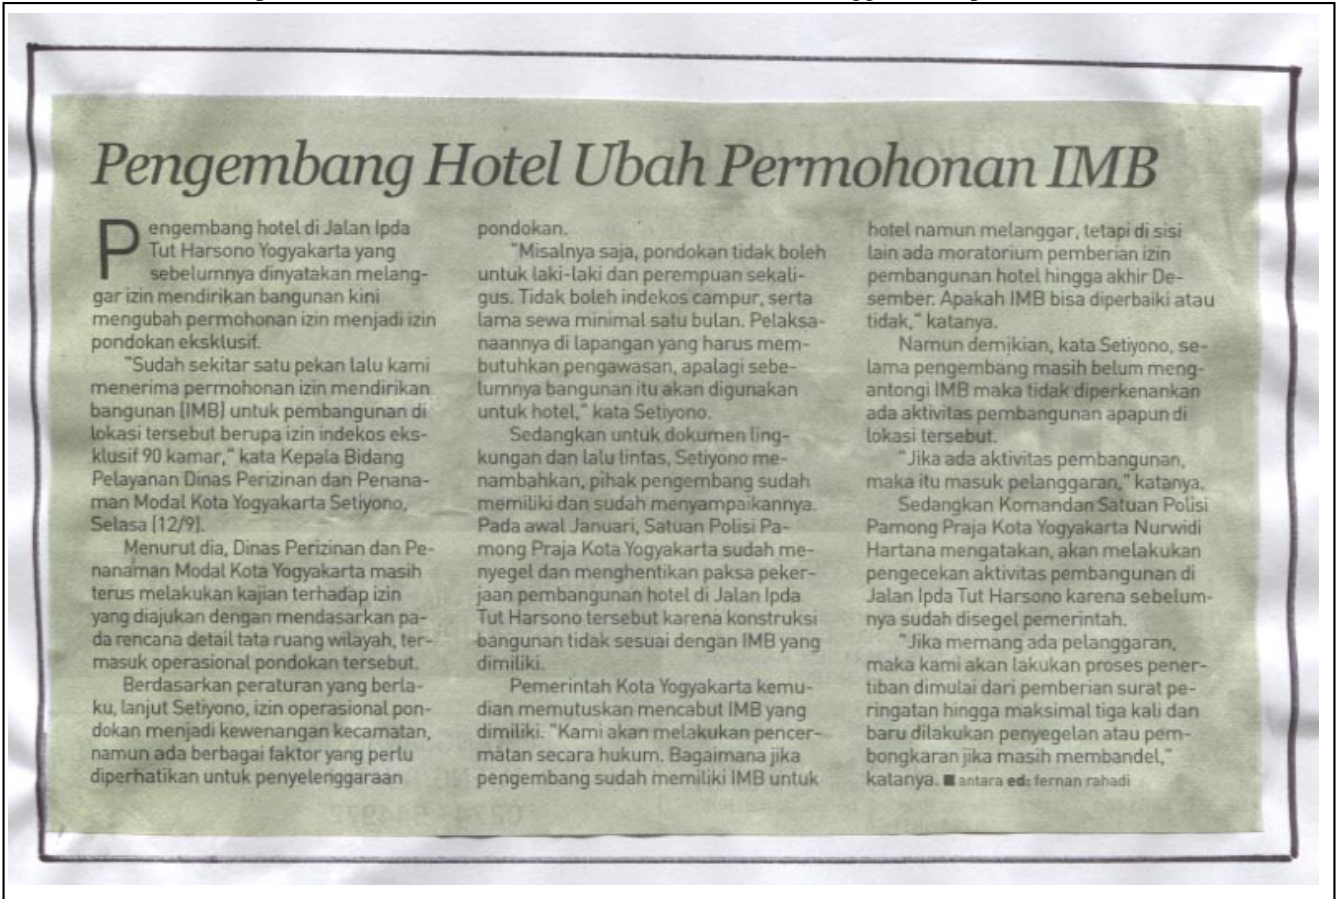 Pengembang Hotel Ubah Permohonan IMB
Pengembang hotel di Jalan Ipda
Tut Harsono Yogyakarta yang
sebelumnya dinyatakan melang-
gar izin mendirikan bangunan kini
mengubah permohonan izin menjadi izin
pondokan eksklusif.
"Sudah sekitar satu pekan lalu kami
menerima permohonan izin mendirikan
bangunan (IMB) untuk pembangunan di
lokasi tersebut berupa izin indekos eks-
klusif 90 kamar," kata Kepala Bidang
Pelayanan Dinas Perizinan dan Penana-
man Modal Kota Yogyakarta Setiyono,
Selasa (12/9).
Menurut dia, Dinas Perizinan dan Pe-
nanaman Modal Kota Yogyakarta masih
terus melakukan kajian terhadap izin
yang diajukan dengan mendasarkan pa-
da rencana detail tata ruang wilayah, ter-
masuk operasional pondokan tersebut.
Berdasarkan peraturan yang berla-
ku, lanjut Setiyono, izin operasional pon-
dokan menjadi kewenangan kecamatan,
namun ada berbagai faktor yang perlu
diperhatikan untuk penyelenggaraan
pondokan.
"Misalnya saja, pondokan tidak boleh
untuk laki-laki dan perempuan sekali-
gus. Tidak boleh indekos campur, serta
lama sewa minimal satu bulan. Pelaksa-
naannya di lapangan yang harus mem-
butuhkan pengawasan, apalagi sebe-
lumnya bangunan itu akan digunakan
untuk hotel," kata Setiyono.
Sedangkan untuk dokumen ling-
kungan dan lalu lintas, Setiyono me-
nambahkan, pihak pengembang sudah
memiliki dan sudah menyampaikannya.
Pada awal Januari, Satuan Polisi Pa-
mong Praja Kota Yogyakarta sudah me-
nyegel dan menghentikan paksa peker-
jaan pembangunan hotel di Jalan Ipda
Tut Harsono tersebut karena konstruksi
bangunan tidak sesuai dengan IMB yang
dimiliki.
Pemerintah Kota Yogyakarta kemu-
dian memutuskan mencabut IMB yang
dimiliki. "Kami akan melakukan pencer-
matan secara hukum. Bagaimana jika
pengembang sudah memiliki IMB untuk
hotel namun melanggar, tetapi di sisi
lain ada moratorium pemberian izin
pembangunan hotel hingga akhir De-
sember. Apakah IMB bisa diperbaiki atau
tidak," katanya.
Namun demikian, kata Setiyono, se-
lama pengembang masih belum meng-
antongi IMB maka tidak diperkenankan
ada aktivitas pembangunan apapun di
lokasi tersebut.
"Jika ada aktivitas pembangunan,
maka itu masuk pelanggaran," katanya.
Sedangkan Komandan Satuan Polisi
Pamong Praja Kota Yogyakarta Nurwidi
Hartana mengatakan, akan melakukan
pengecekan aktivitas pembangunan di
Jalan Ipda Tut Harsono karena sebelum-
nya sudah disegel pemerintah.
"Jika memang ada pelanggaran,
maka kami akan lakukan proses pener-
tiban dimulai dari pemberian surat pe-
ringatan hingga maksimal tiga kali dan
baru dilakukan penyegelan atau pem-
bongkaran jika masih membandel,"
katanya. ■ antara ed: fernan rahadi